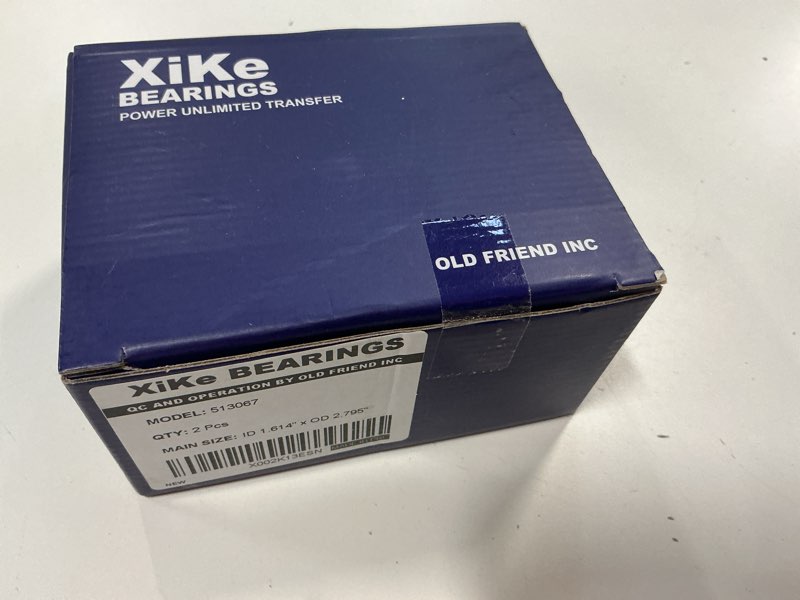 XiKe
BEARINGS
POWER UNLIMITED TRANSFER
OLD FRIEND INC
XiKe BEARINGS
QC AND OPERATION BY OLD FRIEND INC
MODEL: 513067
QTY: 2 Pcs
MAIN SIZE: ID 1.614" x OD 2.795"
X002K13ESN
NEW